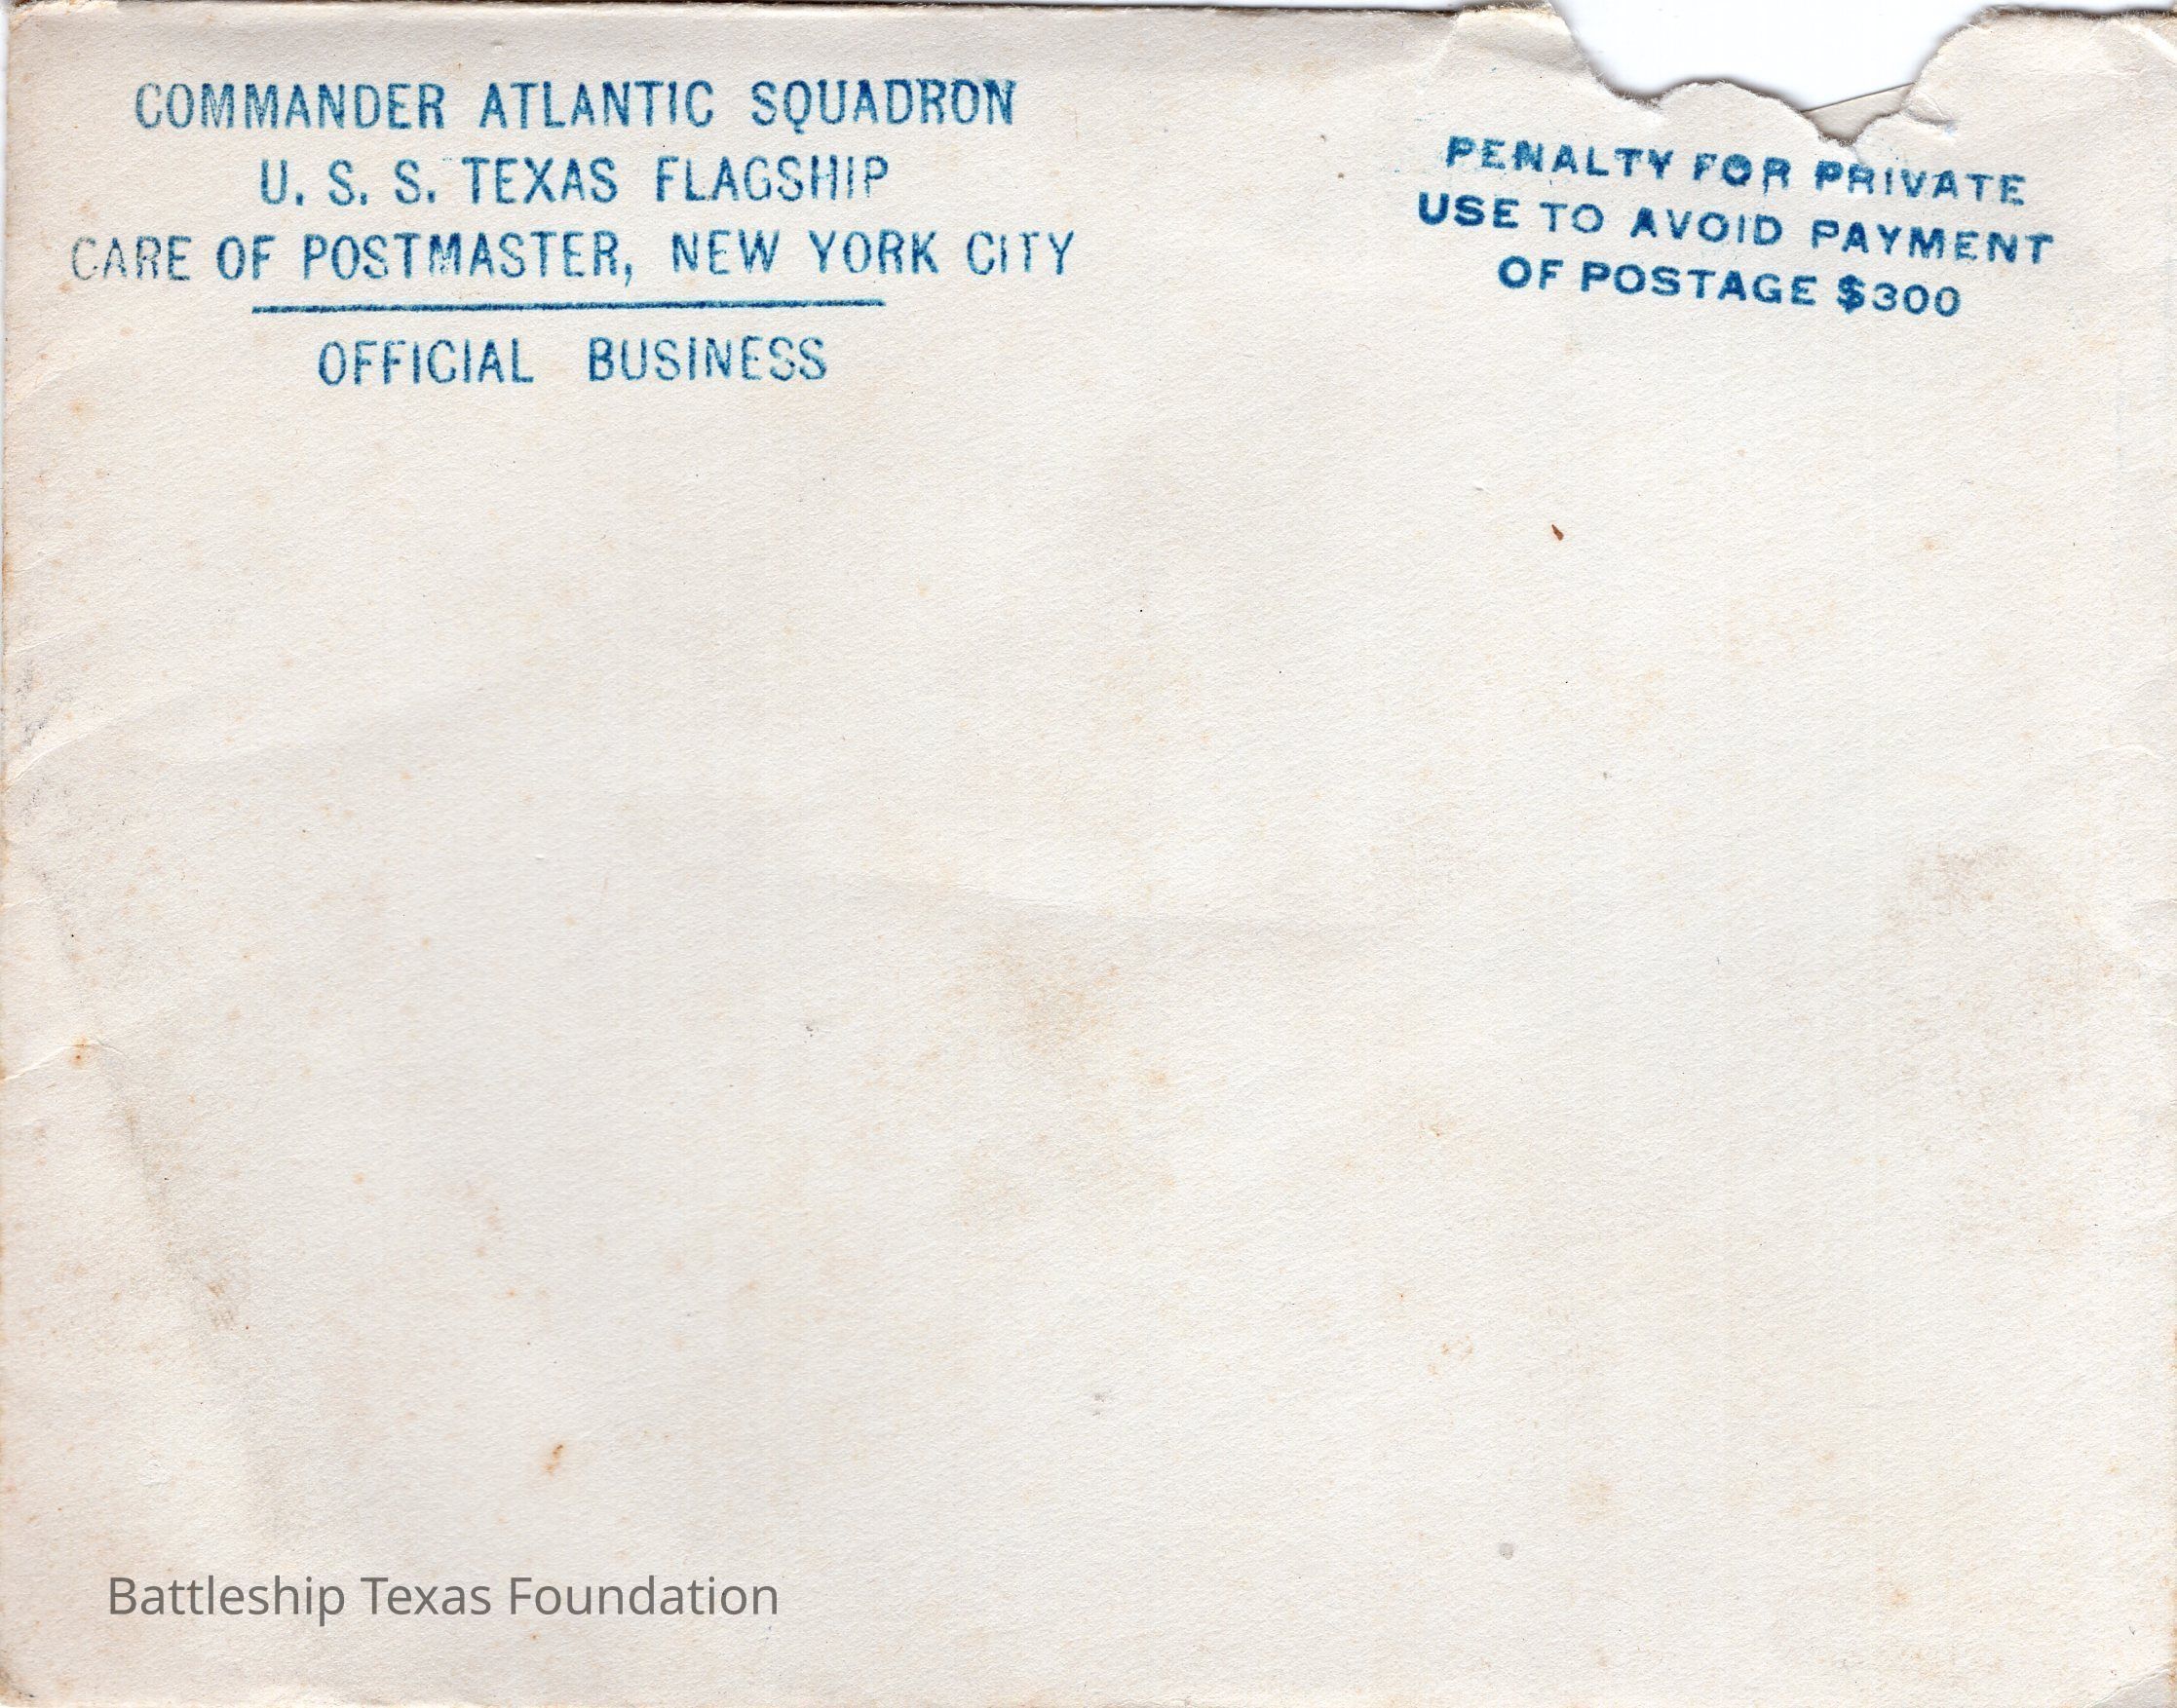 COMMANDER ATLANTIC SQUADRON
U. S. S. TEXAS FLAGSHIP
CARE OF POSTMASTER, NEW YORK CITY
OFFICIAL BUSINESS
PENALTY FOR PRIVATE
USE TO AVOID PAYMENT
OF POSTAGE $300
Battleship Texas Foundation